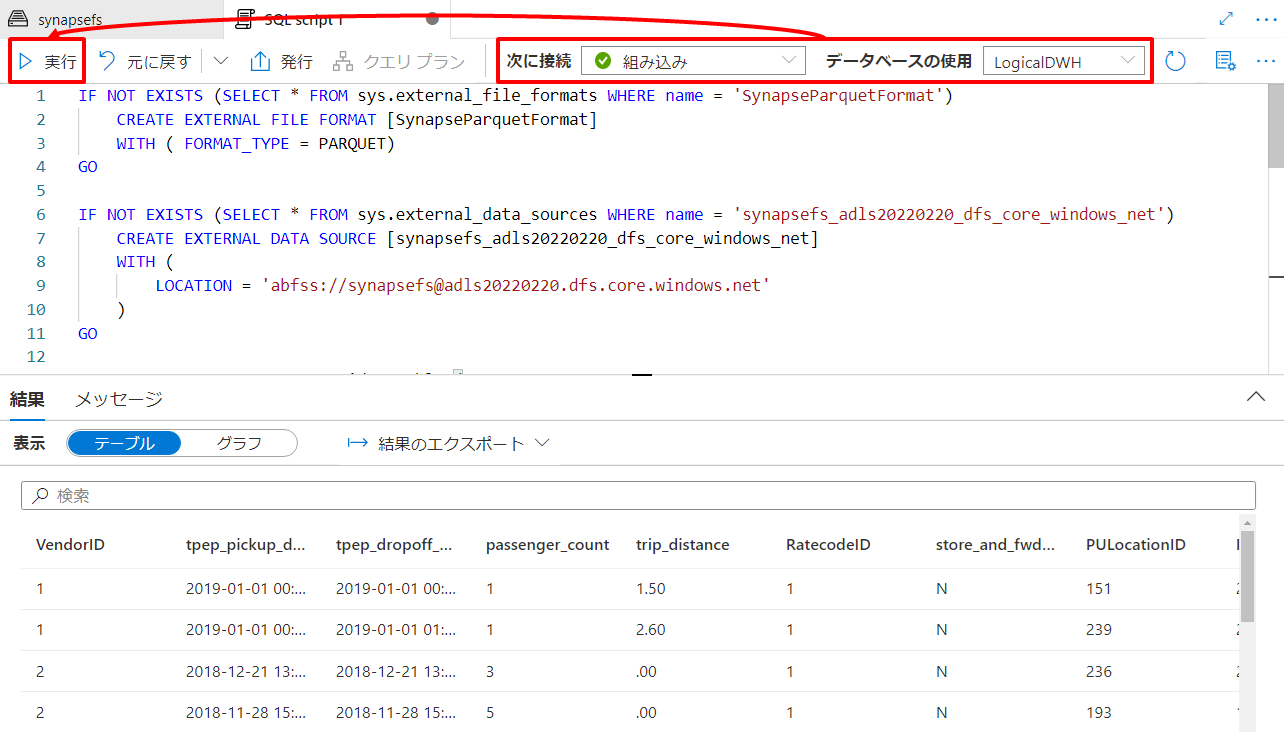 synapsefs SQL script 1
実行 元に戻す 発行 クエリ プラン 次に接続 組み込み データベースの使用 LogicalDWH
1 IF NOT EXISTS (SELECT * FROM sys.external_file_formats WHERE name = 'SynapseParquetFormat')
2 CREATE EXTERNAL FILE FORMAT [SynapseParquetFormat]
3 WITH ( FORMAT_TYPE = PARQUET)
4 GO
5
6 IF NOT EXISTS (SELECT * FROM sys.external_data_sources WHERE name = 'synapsefs_adls20220220_dfs_core_windows_net')
7 CREATE EXTERNAL DATA SOURCE [synapsefs_adls20220220_dfs_core_windows_net]
8 WITH (
9 LOCATION = 'abfss://synapsefs@adls20220220.dfs.core.windows.net'
10 )
11 GO
12
結果 メッセージ
表示 テーブル グラフ 結果のエクスポート
検索
VendorID tpep_pickup_d... tpep_dropoff_... passenger_count trip_distance RatecodeID store_and_fwd... PULocationID
1 2019-01-01 00:... 2019-01-01 00:... 1 1.50 1 N 151
1 2019-01-01 00:... 2019-01-01 01:... 1 2.60 1 N 239
2 2018-12-21 13:... 2018-12-21 13:... 3 .00 1 N 236
2 2018-11-28 15:... 2018-11-28 15:... 5 .00 1 N 193